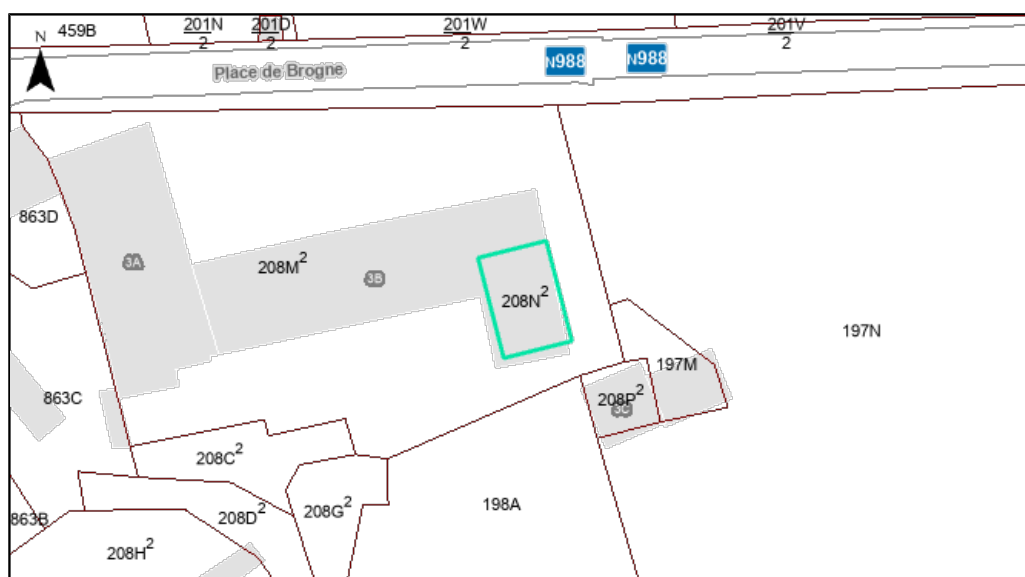 459B
201N
2
201D
2
201W
2
201V
2
N
Place de Brogne
N988
N988
863D
3A
208M²
3B
208N²
197N
197M
863C
208P²
3C
208C²
198A
208G²
863B
208D²
208H²